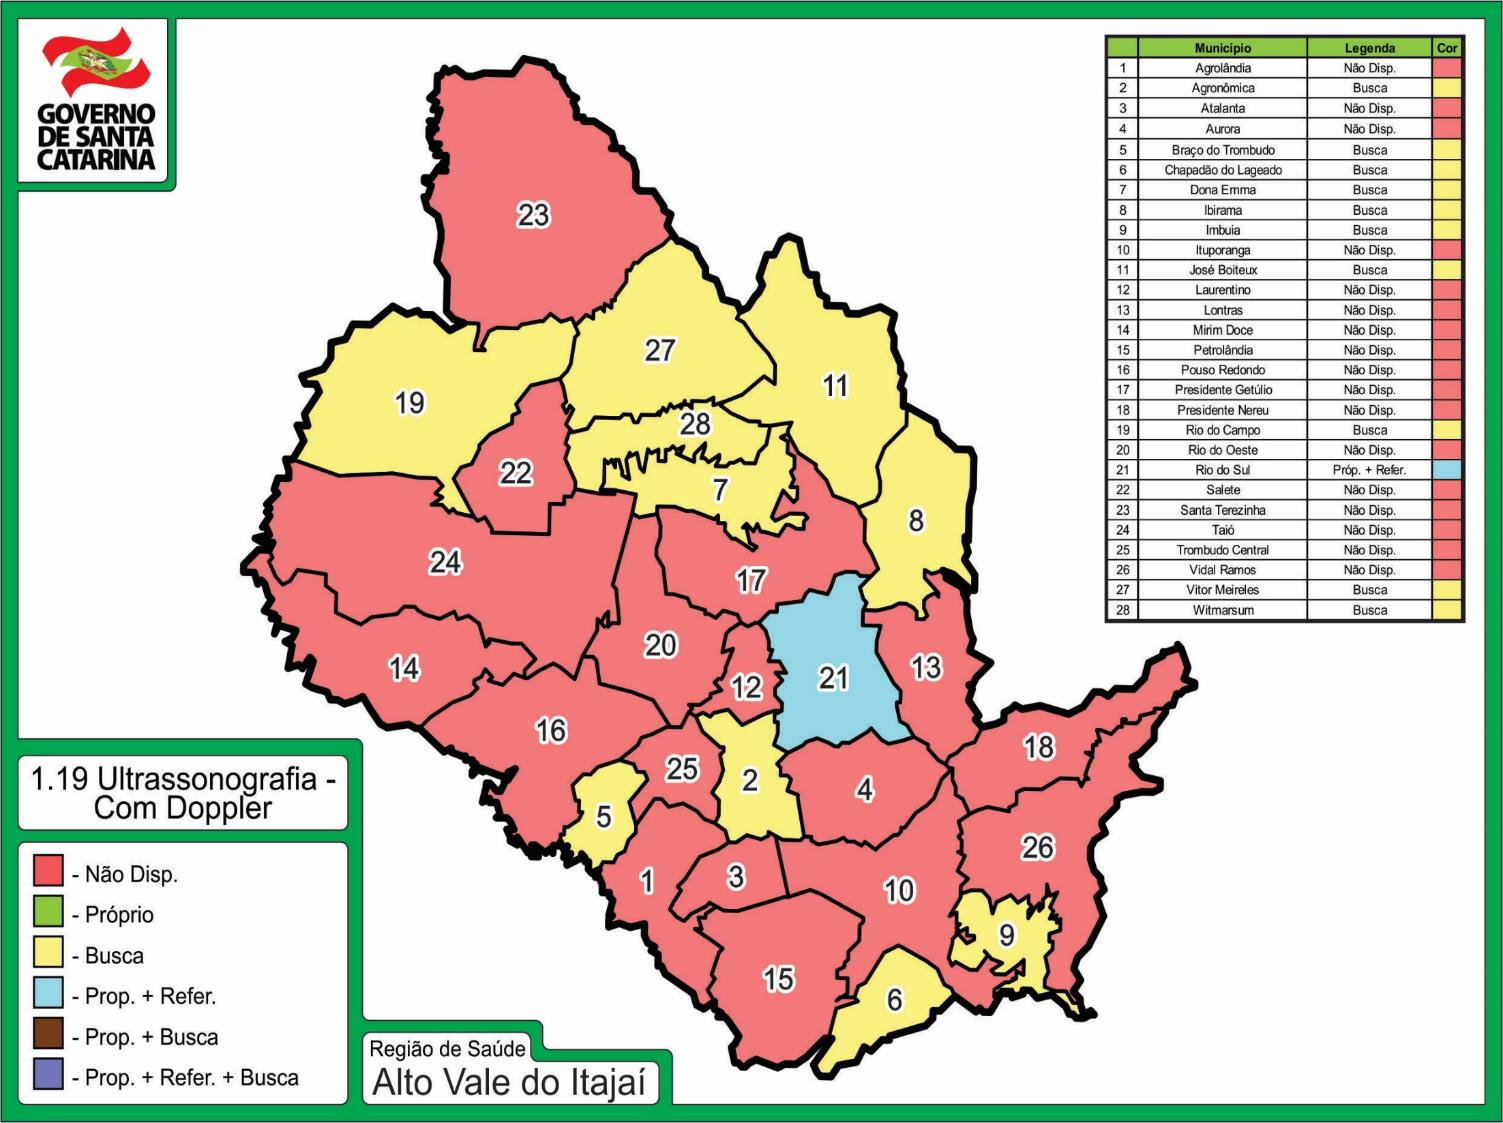 GOVERNO
DE SANTA
CATARINA
Município Legenda Cor
1 Agrolândia Não Disp.
2 Agronômica Busca
3 Atalanta Não Disp.
4 Aurora Não Disp.
5 Braço do Trombudo Busca
6 Chapadão do Lageado Busca
7 Dona Emma Busca
8 Ibirama Busca
9 Imbuia Busca
10 Ituporanga Não Disp.
11 José Boiteux Busca
12 Laurentino Não Disp.
13 Lontras Não Disp.
14 Mirim Doce Não Disp.
15 Petrolândia Não Disp.
16 Pouso Redondo Não Disp.
17 Presidente Getúlio Não Disp.
18 Presidente Nereu Não Disp.
19 Rio do Campo Busca
20 Rio do Oeste Não Disp.
21 Rio do Sul Próp. + Refer.
22 Salete Não Disp.
23 Santa Terezinha Não Disp.
24 Taió Não Disp.
25 Trombudo Central Não Disp.
26 Vidal Ramos Não Disp.
27 Vitor Meireles Busca
28 Witmarsum Busca
23
27
11
19
28
22
7
8
24
17
20
14
12
21
13
16
18
25
2
4
5
26
1
3
10
9
15
6
1.19 Ultrassonografia -
Com Doppler
- Não Disp.
- Próprio
- Busca
- Prop. + Refer.
- Prop. + Busca
- Prop. + Refer. + Busca
Região de Saúde
Alto Vale do Itajaí